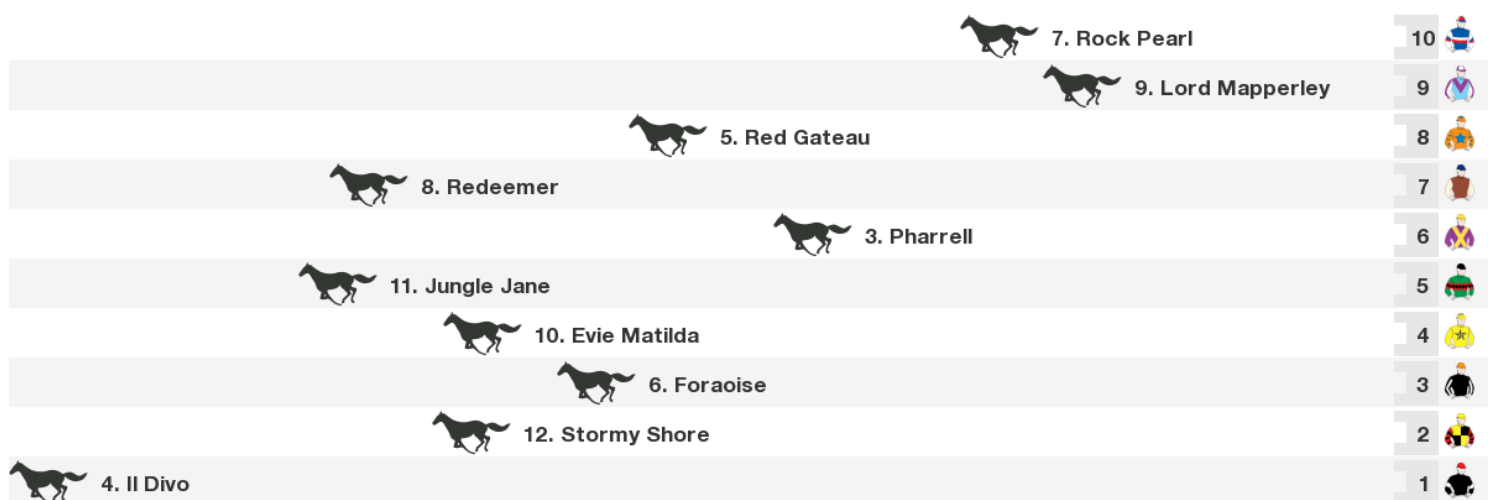 7. Rock Pearl 10
9. Lord Mapperley 9
5. Red Gateau 8
8. Redeemer 7
3. Pharrell 6
11. Jungle Jane 5
10. Evie Matilda 4
6. Foraoise 3
12. Stormy Shore 2
4. Il Divo 1